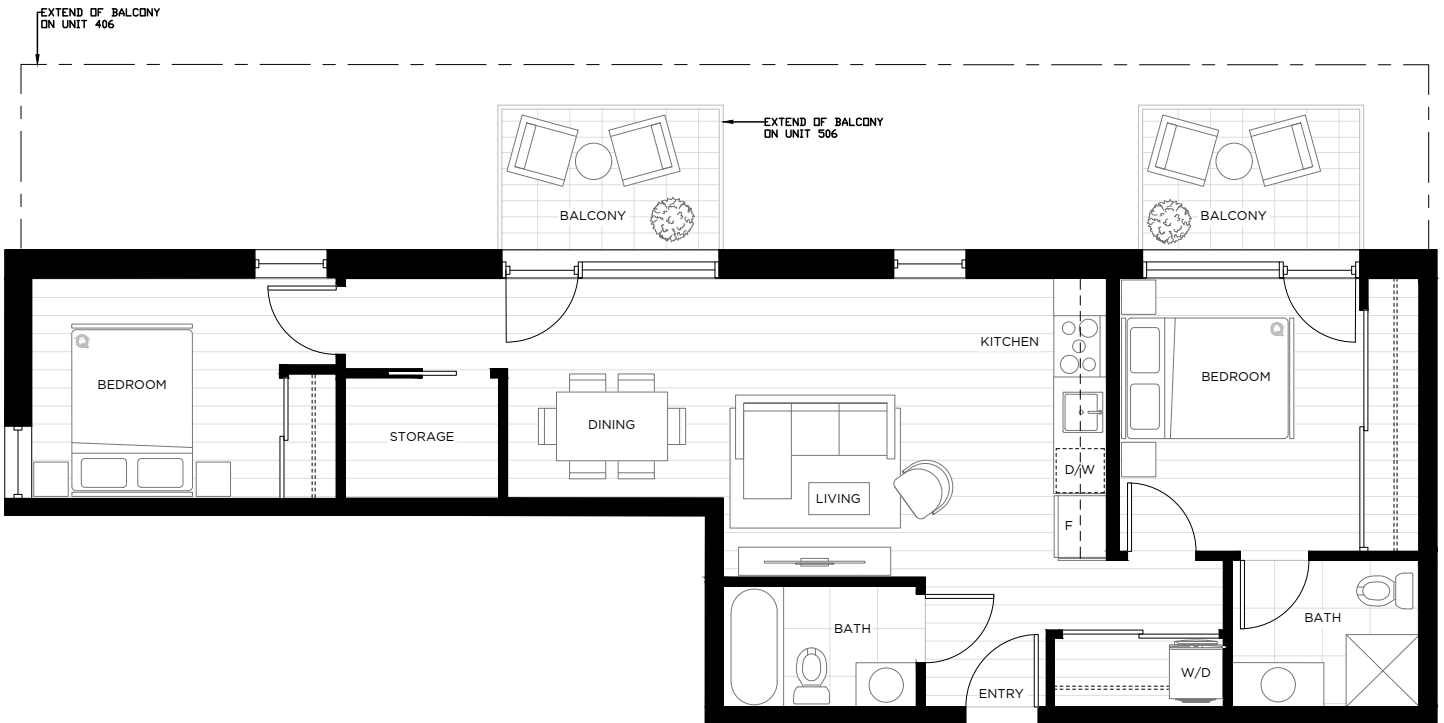 EXTEND OF BALCONY
ON UNIT 406
EXTEND OF BALCONY
ON UNIT 506
BALCONY
BALCONY
KITCHEN
BEDROOM
Q
BEDROOM
Q
DINING
STORAGE
D/W
LIVING
F
BATH
BATH
W/D
ENTRY